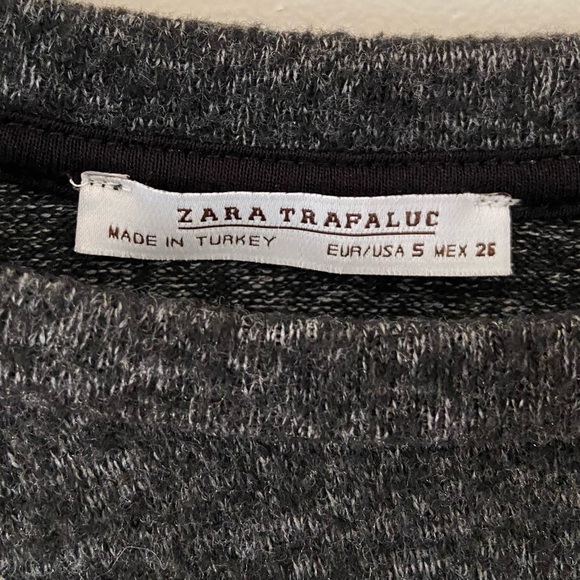 ZARA TRAFALUC
MADE IN TURKEY
EUR/USA S MEX 26